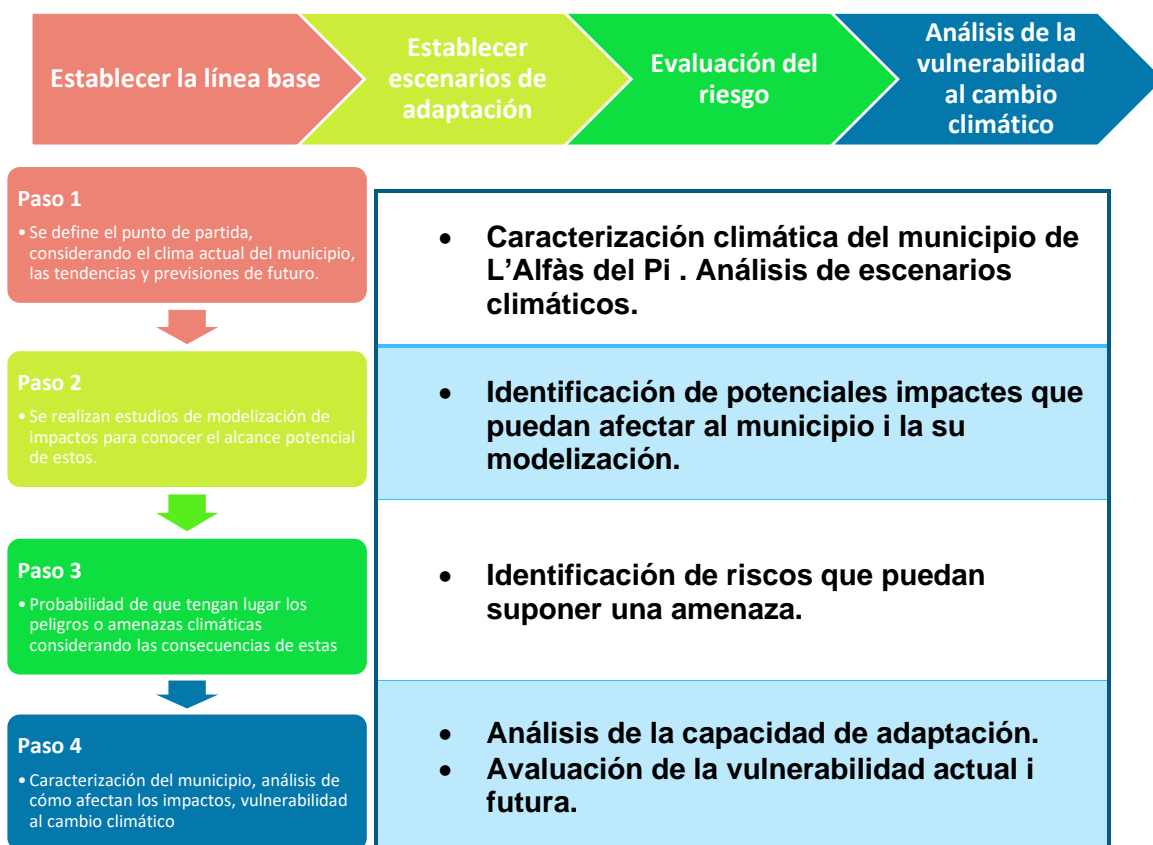 Establecer la línea base
Establecer
escenarios de
adaptación
Evaluación del
riesgo
Análisis de la
vulnerabilidad
al cambio
climático
Paso 1
• Se define el punto de partida,
considerando el clima actual del municipio,
las tendencias y previsiones de futuro.
• Caracterización climática del municipio de
L'Alfàs del Pi . Análisis de escenarios
climáticos.
Paso 2
• Se realizan estudios de modelización de
impactos para conocer el alcance potencial
de estos.
• Identificación de potenciales impactes que
puedan afectar al municipio i la su
modelización.
Paso 3
• Probabilidad de que tengan lugar los
peligros o amenazas climáticas
considerando las consecuencias de estas
• Identificación de riscos que puedan
suponer una amenaza.
Paso 4
• Caracterización del municipio, análisis de
cómo afectan los impactos, vulnerabilidad
al cambio climático
• Análisis de la capacidad de adaptación.
• Avaluación de la vulnerabilidad actual i
futura.